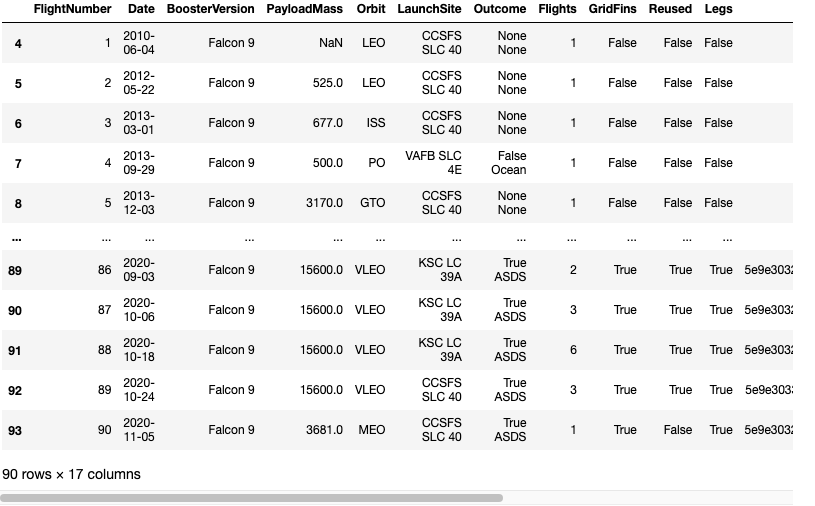 FlightNumber Date BoosterVersion PayloadMass Orbit LaunchSite Outcome Flights GridFins Reused Legs
4 1 2010-06-04 Falcon 9 NaN LEO CCSFS SLC 40 None None 1 False False False
5 2 2012-05-22 Falcon 9 525.0 LEO CCSFS SLC 40 None None 1 False False False
6 3 2013-03-01 Falcon 9 677.0 ISS CCSFS SLC 40 None None 1 False False False
7 4 2013-09-29 Falcon 9 500.0 PO VAFB SLC 4E False Ocean 1 False False False
8 5 2013-12-03 Falcon 9 3170.0 GTO CCSFS SLC 40 None None 1 False False False
... ... ... ... ... ... ... ... ... ... ... ...
89 86 2020-09-03 Falcon 9 15600.0 VLEO KSC LC 39A True ASDS 2 True True True 5e9e3032
90 87 2020-10-06 Falcon 9 15600.0 VLEO KSC LC 39A True ASDS 3 True True True 5e9e3032
91 88 2020-10-18 Falcon 9 15600.0 VLEO KSC LC 39A True ASDS 6 True True True 5e9e3032
92 89 2020-10-24 Falcon 9 15600.0 VLEO CCSFS SLC 40 True ASDS 3 True True True 5e9e303
93 90 2020-11-05 Falcon 9 3681.0 MEO CCSFS SLC 40 True ASDS 1 True False True 5e9e3032
90 rows × 17 columns